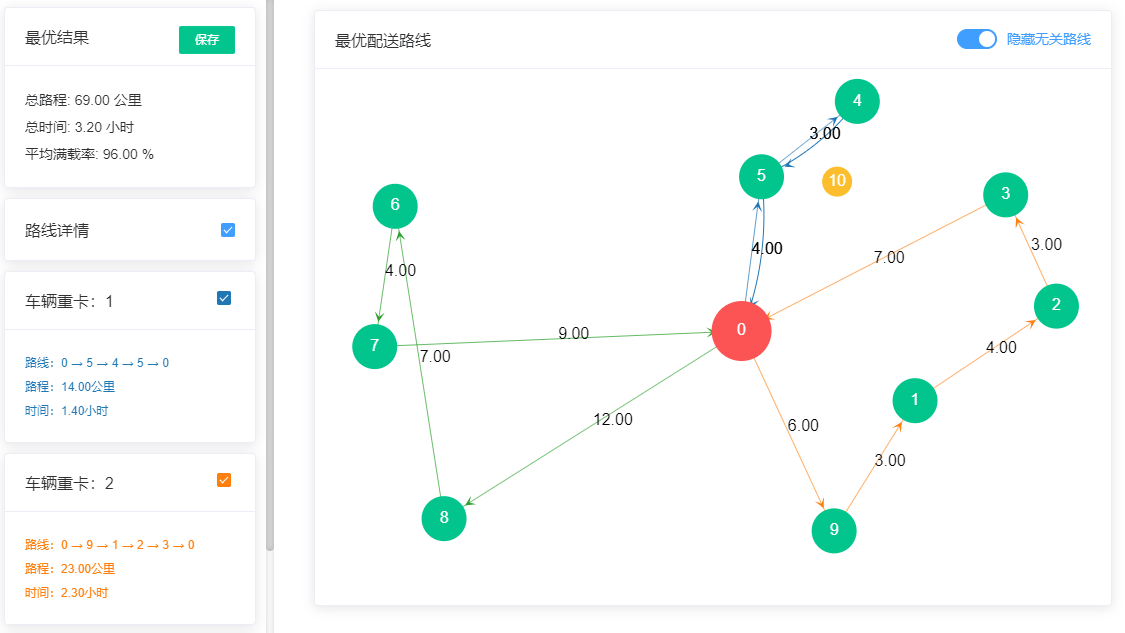 最优结果
保存
总路程: 69.00 公里
总时间: 3.20 小时
平均满载率: 96.00 %
路线详情
车辆重卡：1
路线：0 → 5 → 4 → 5 → 0
路程：14.00公里
时间：1.40小时
车辆重卡：2
路线：0 → 9 → 1 → 2 → 3 → 0
路程：23.00公里
时间：2.30小时
最优配送路线
隐藏无关路线
4
3.00
5
10
3
6
3.00
4.00
7.00
4.00
2
0
9.00
7
4.00
7.00
1
12.00
6.00
3.00
8
9